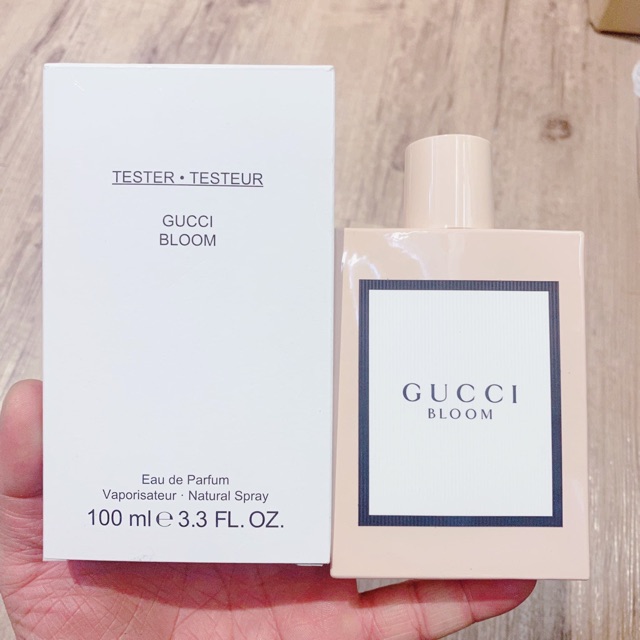 TESTER • TESTEUR
GUCCI
BLOOM
Eau de Parfum
Vaporisateur · Natural Spray
100 ml ℮ 3.3 FL. OZ.
GUCCI
BLOOM